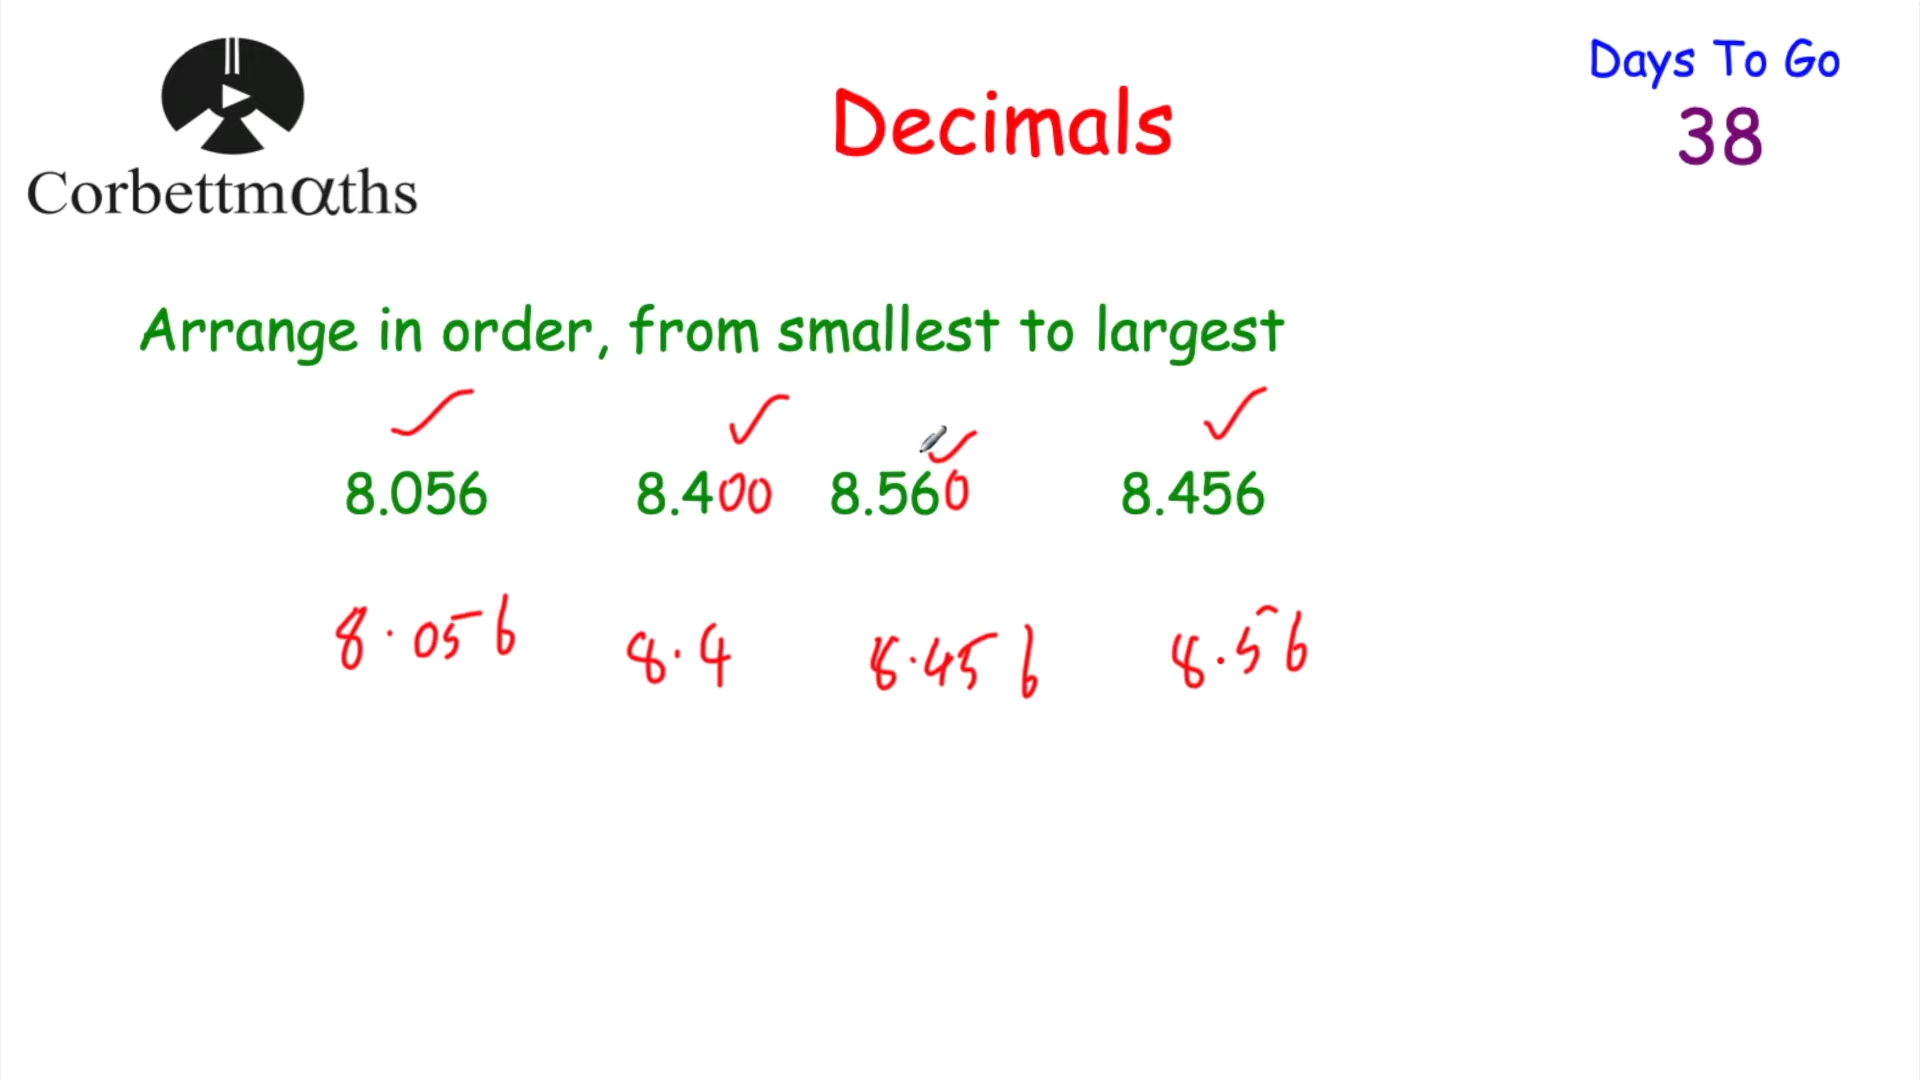 Days To Go
38
Decimals
Corbettmαths
Arrange in order, from smallest to largest
8.056 8.400 8.560 8.456
8.056 8.4 8.456 8.56